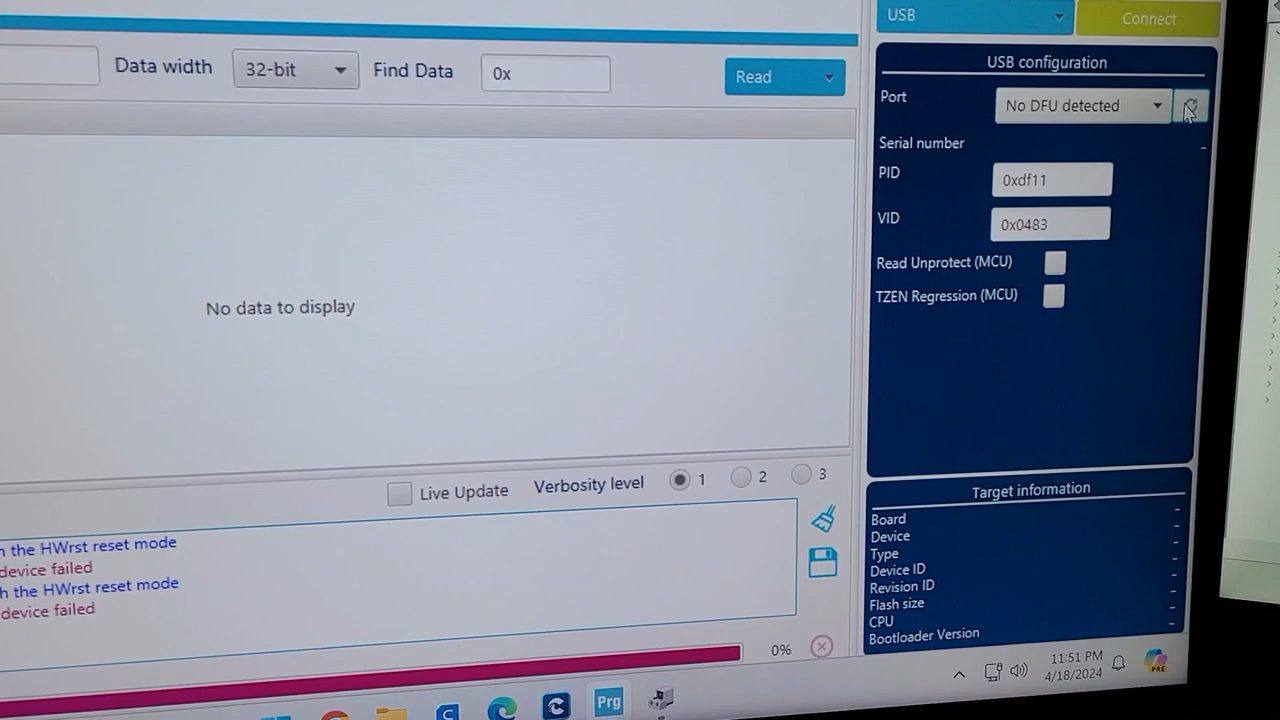 USB
Connect
Data width
32-bit
Find Data
0x
Read
USB configuration
Port
No DFU detected
Serial number
-
PID
0xdf11
VID
0x0483
Read Unprotect (MCU)
TZEN Regression (MCU)
No data to display
Live Update
Verbosity level
1
2
3
Target information
Board
-
Device
-
Type
-
Device ID
-
Revision ID
-
Flash size
-
CPU
-
Bootloader Version
h the HWrst reset mode
device failed
h the HWrst reset mode
device failed
0%
Prg
11:51 PM
4/18/2024
PRE